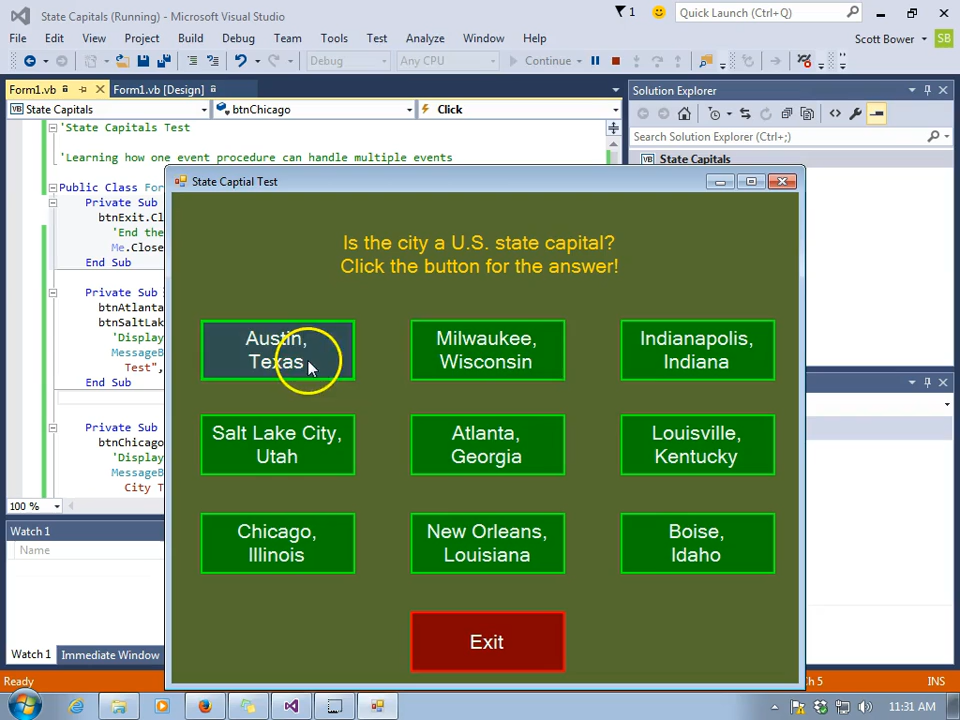 State Capitals (Running) - Microsoft Visual Studio
1
Quick Launch (Ctrl+Q)
File Edit View Project Build Debug Team Tools Test Analyze Window Help
Scott Bower
SB
Debug
Any CPU
Continue
Form1.vb
Form1.vb [Design]
Solution Explorer
State Capitals
btnChicago
Click
'State Capitals Test
Search Solution Explorer (Ctrl+;)
'Learning how one event procedure can handle multiple events
State Capitals
State Captial Test
Public Class For
Private Sub
btnExit.Cl
'End the
Me.Close
End Sub
Private Sub
btnAtlanta
btnSaltLak
'Display
MessageB
Test",
End Sub
Private Sub
btnChicago
'Display
MessageB
City T
Is the city a U.S. state capital?
Click the button for the answer!
Austin,
Texas
Milwaukee,
Wisconsin
Indianapolis,
Indiana
Salt Lake City,
Utah
Atlanta,
Georgia
Louisville,
Kentucky
Chicago,
Illinois
New Orleans,
Louisiana
Boise,
Idaho
Exit
100 %
Watch 1
Name
Watch 1
Immediate Window
Ready
Ch 5
INS
11:31 AM